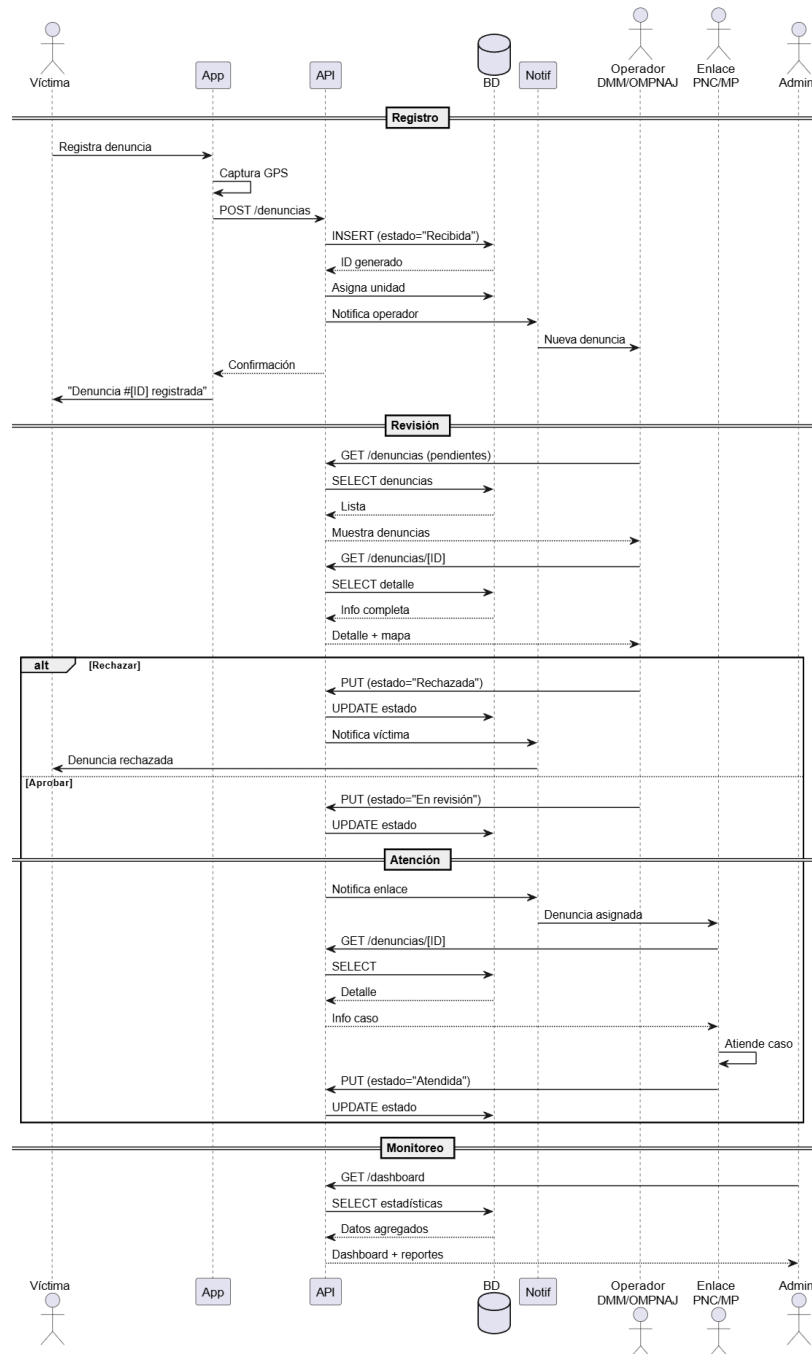 Víctima
App
API
BD
Notif
Operador
DMM/OMPNAJ
Enlace
PNC/MP
Admin
Registro
Registra denuncia
Captura GPS
POST /denuncias
INSERT (estado="Recibida")
ID generado
Asigna unidad
Notifica operador
Nueva denuncia
Confirmación
"Denuncia #[ID] registrada"
Revisión
GET /denuncias (pendientes)
SELECT denuncias
Lista
Muestra denuncias
GET /denuncias/[ID]
SELECT detalle
Info completa
Detalle + mapa
alt [Rechazar]
PUT (estado="Rechazada")
UPDATE estado
Notifica víctima
Denuncia rechazada
[Aprobar]
PUT (estado="En revisión")
UPDATE estado
Atención
Notifica enlace
Denuncia asignada
GET /denuncias/[ID]
SELECT
Detalle
Info caso
Atiende caso
PUT (estado="Atendida")
UPDATE estado
Monitoreo
GET /dashboard
SELECT estadísticas
Datos agregados
Dashboard + reportes
Víctima
App
API
BD
Notif
Operador
DMM/OMPNAJ
Enlace
PNC/MP
Admin